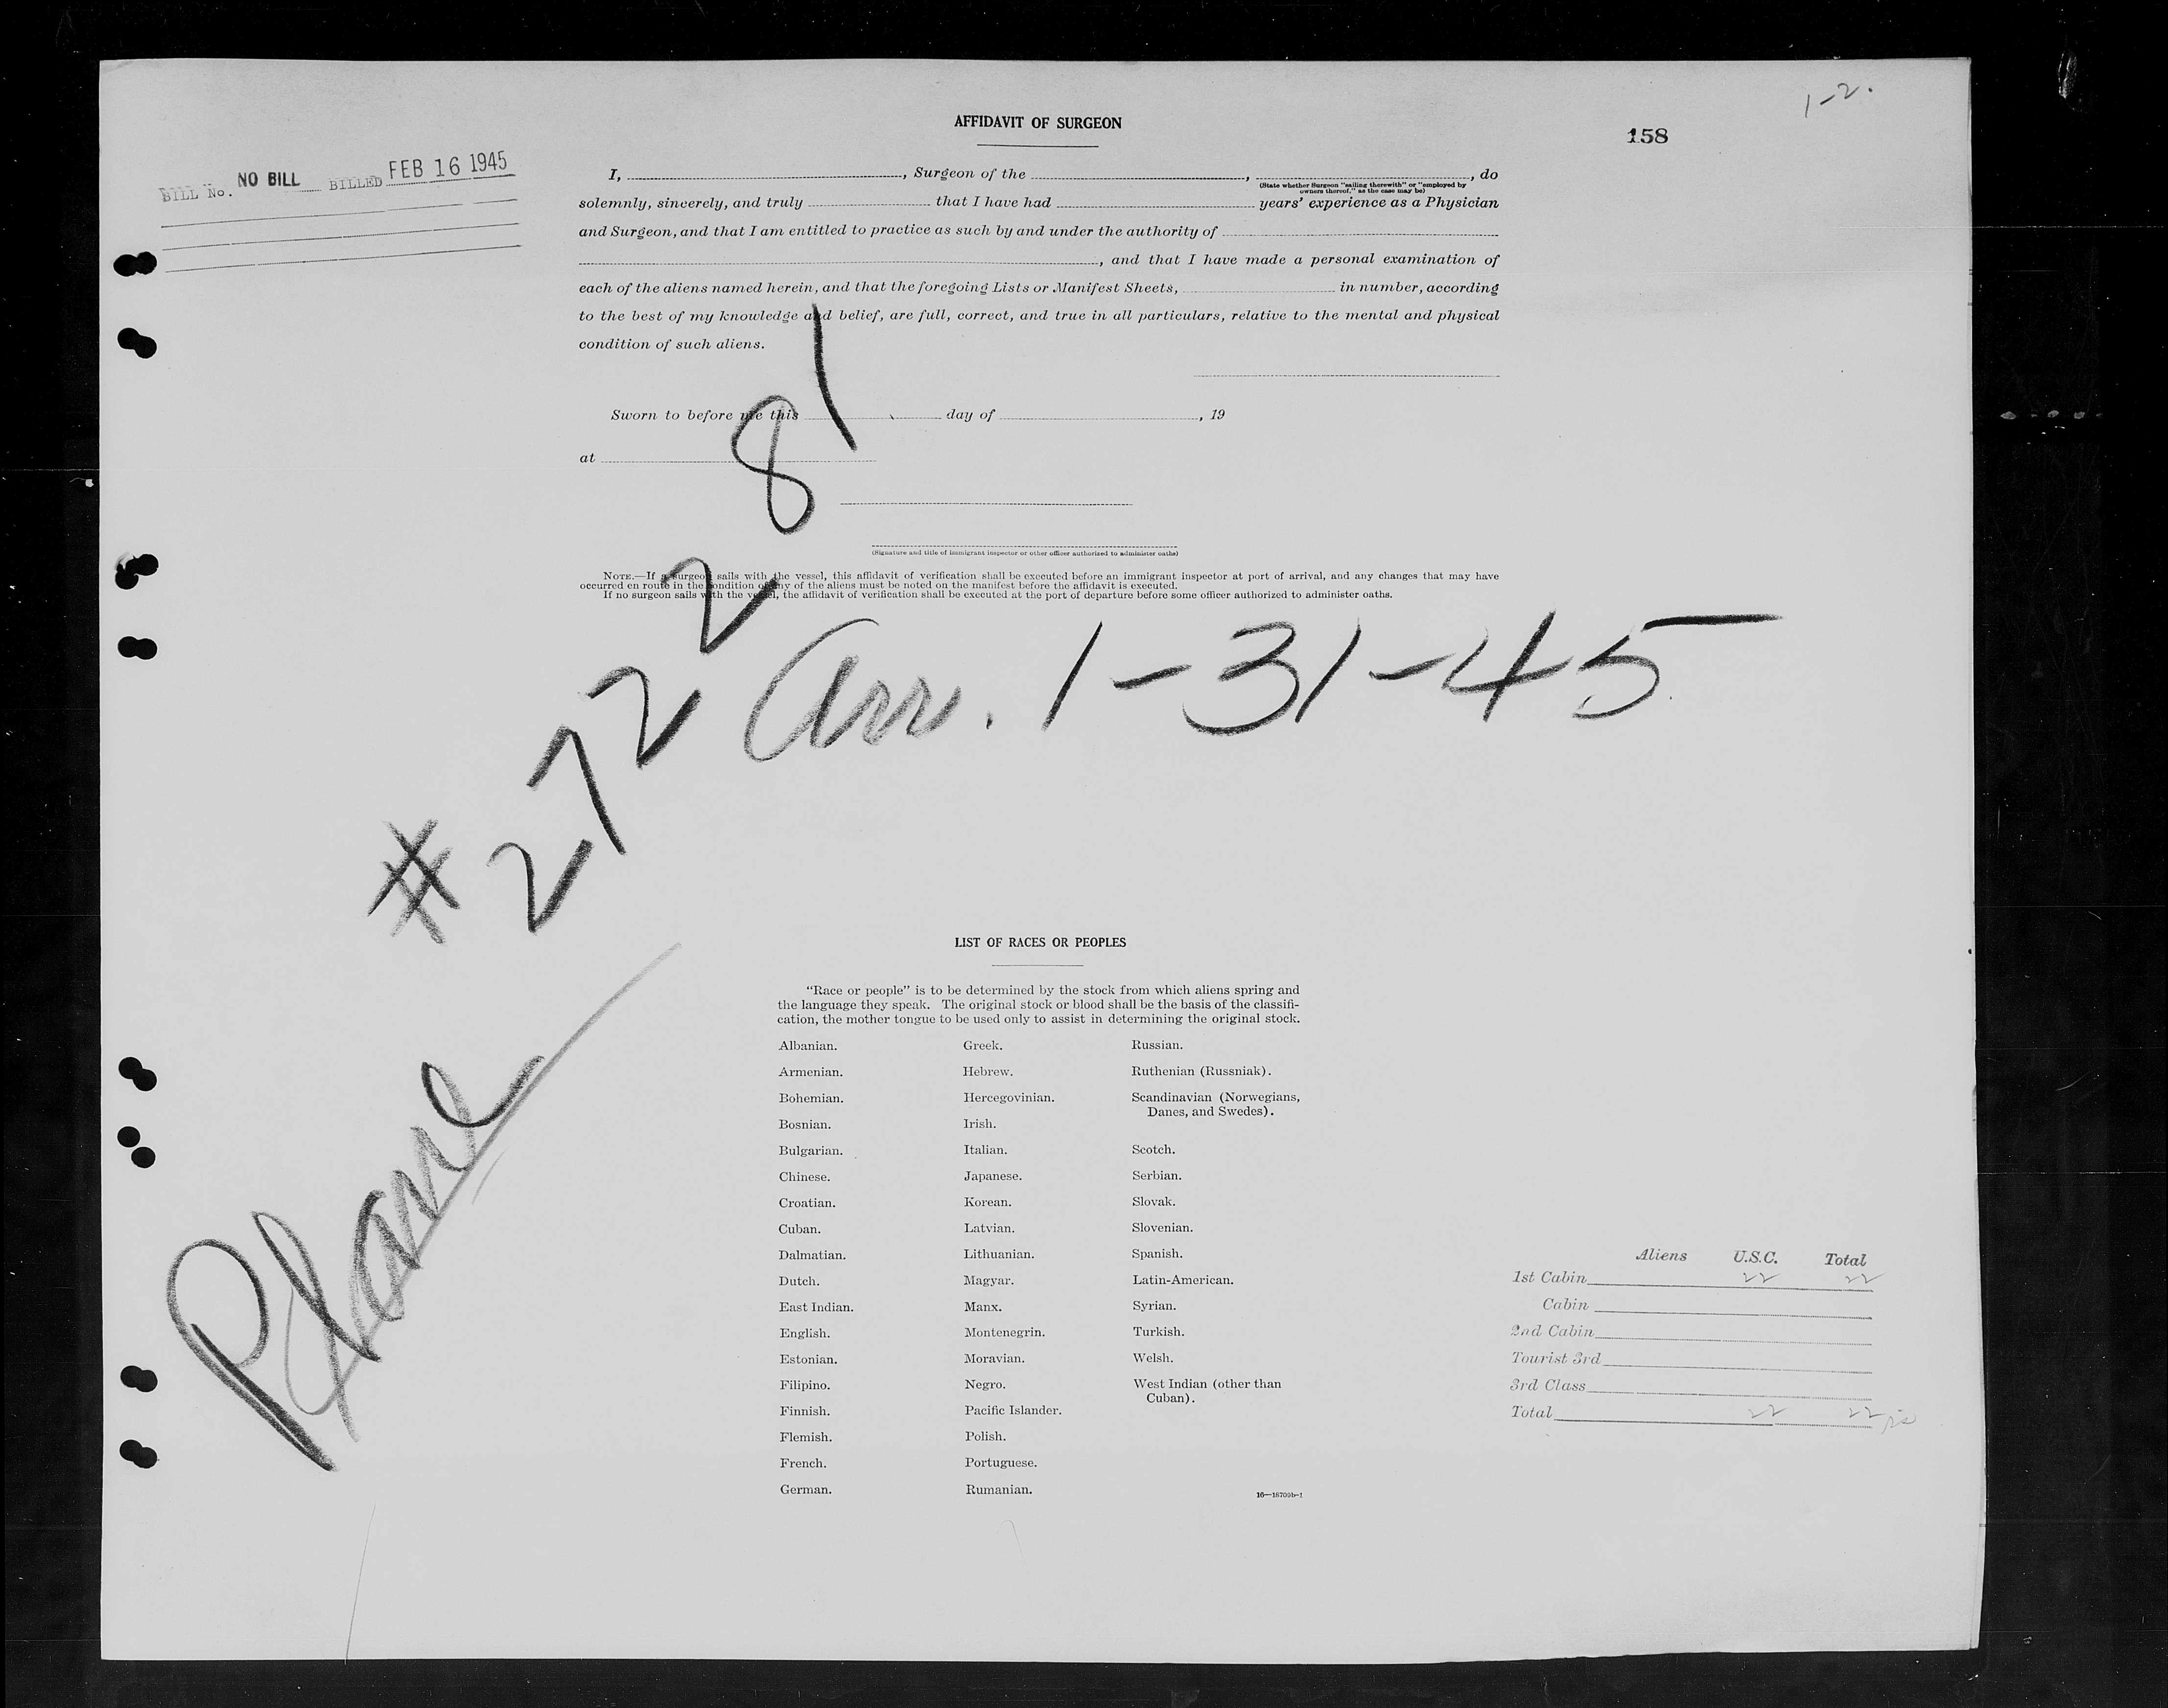 1-2.
158
BILL No. NO BILL BILLED FEB 16 1945
AFFIDAVIT OF SURGEON
I, , Surgeon of the , , do
(State whether Surgeon "sailing therewith" or "employed by
owners thereof," as the case may be)
solemnly, sincerely, and truly that I have had years' experience as a Physician
and Surgeon, and that I am entitled to practice as such by and under the authority of
, and that I have made a personal examination of
each of the aliens named herein, and that the foregoing Lists or Manifest Sheets, in number, according
to the best of my knowledge and belief, are full, correct, and true in all particulars, relative to the mental and physical
condition of such aliens.
Sworn to before me this day of , 19
at
(Signature and title of immigrant inspector or other officer authorized to administer oaths)
NOTE.—If a surgeon sails with the vessel, this affidavit of verification shall be executed before an immigrant inspector at port of arrival, and any changes that may have
occurred en route in the condition of any of the aliens must be noted on the manifest before the affidavit is executed.
If no surgeon sails with the vessel, the affidavit of verification shall be executed at the port of departure before some officer authorized to administer oaths.
Plane
# 272281
Arr. 1-31-45
LIST OF RACES OR PEOPLES
"Race or people" is to be determined by the stock from which aliens spring and
the language they speak. The original stock or blood shall be the basis of the classifi-
cation, the mother tongue to be used only to assist in determining the original stock.
Albanian.
Armenian.
Bohemian.
Bosnian.
Bulgarian.
Chinese.
Croatian.
Cuban.
Dalmatian.
Dutch.
East Indian.
English.
Estonian.
Filipino.
Finnish.
Flemish.
French.
German.
Greek.
Hebrew.
Hercegovinian.
Irish.
Italian.
Japanese.
Korean.
Latvian.
Lithuanian.
Magyar.
Manx.
Montenegrin.
Moravian.
Negro.
Pacific Islander.
Polish.
Portuguese.
Rumanian.
Russian.
Ruthenian (Russniak).
Scandinavian (Norwegians,
Danes, and Swedes).
Scotch.
Serbian.
Slovak.
Slovenian.
Spanish.
Latin-American.
Syrian.
Turkish.
Welsh.
West Indian (other than
Cuban).
16—18709b-1
Aliens U.S.C. Total
1st Cabin 22 22
Cabin
2nd Cabin
Tourist 3rd
3rd Class
Total 22 22